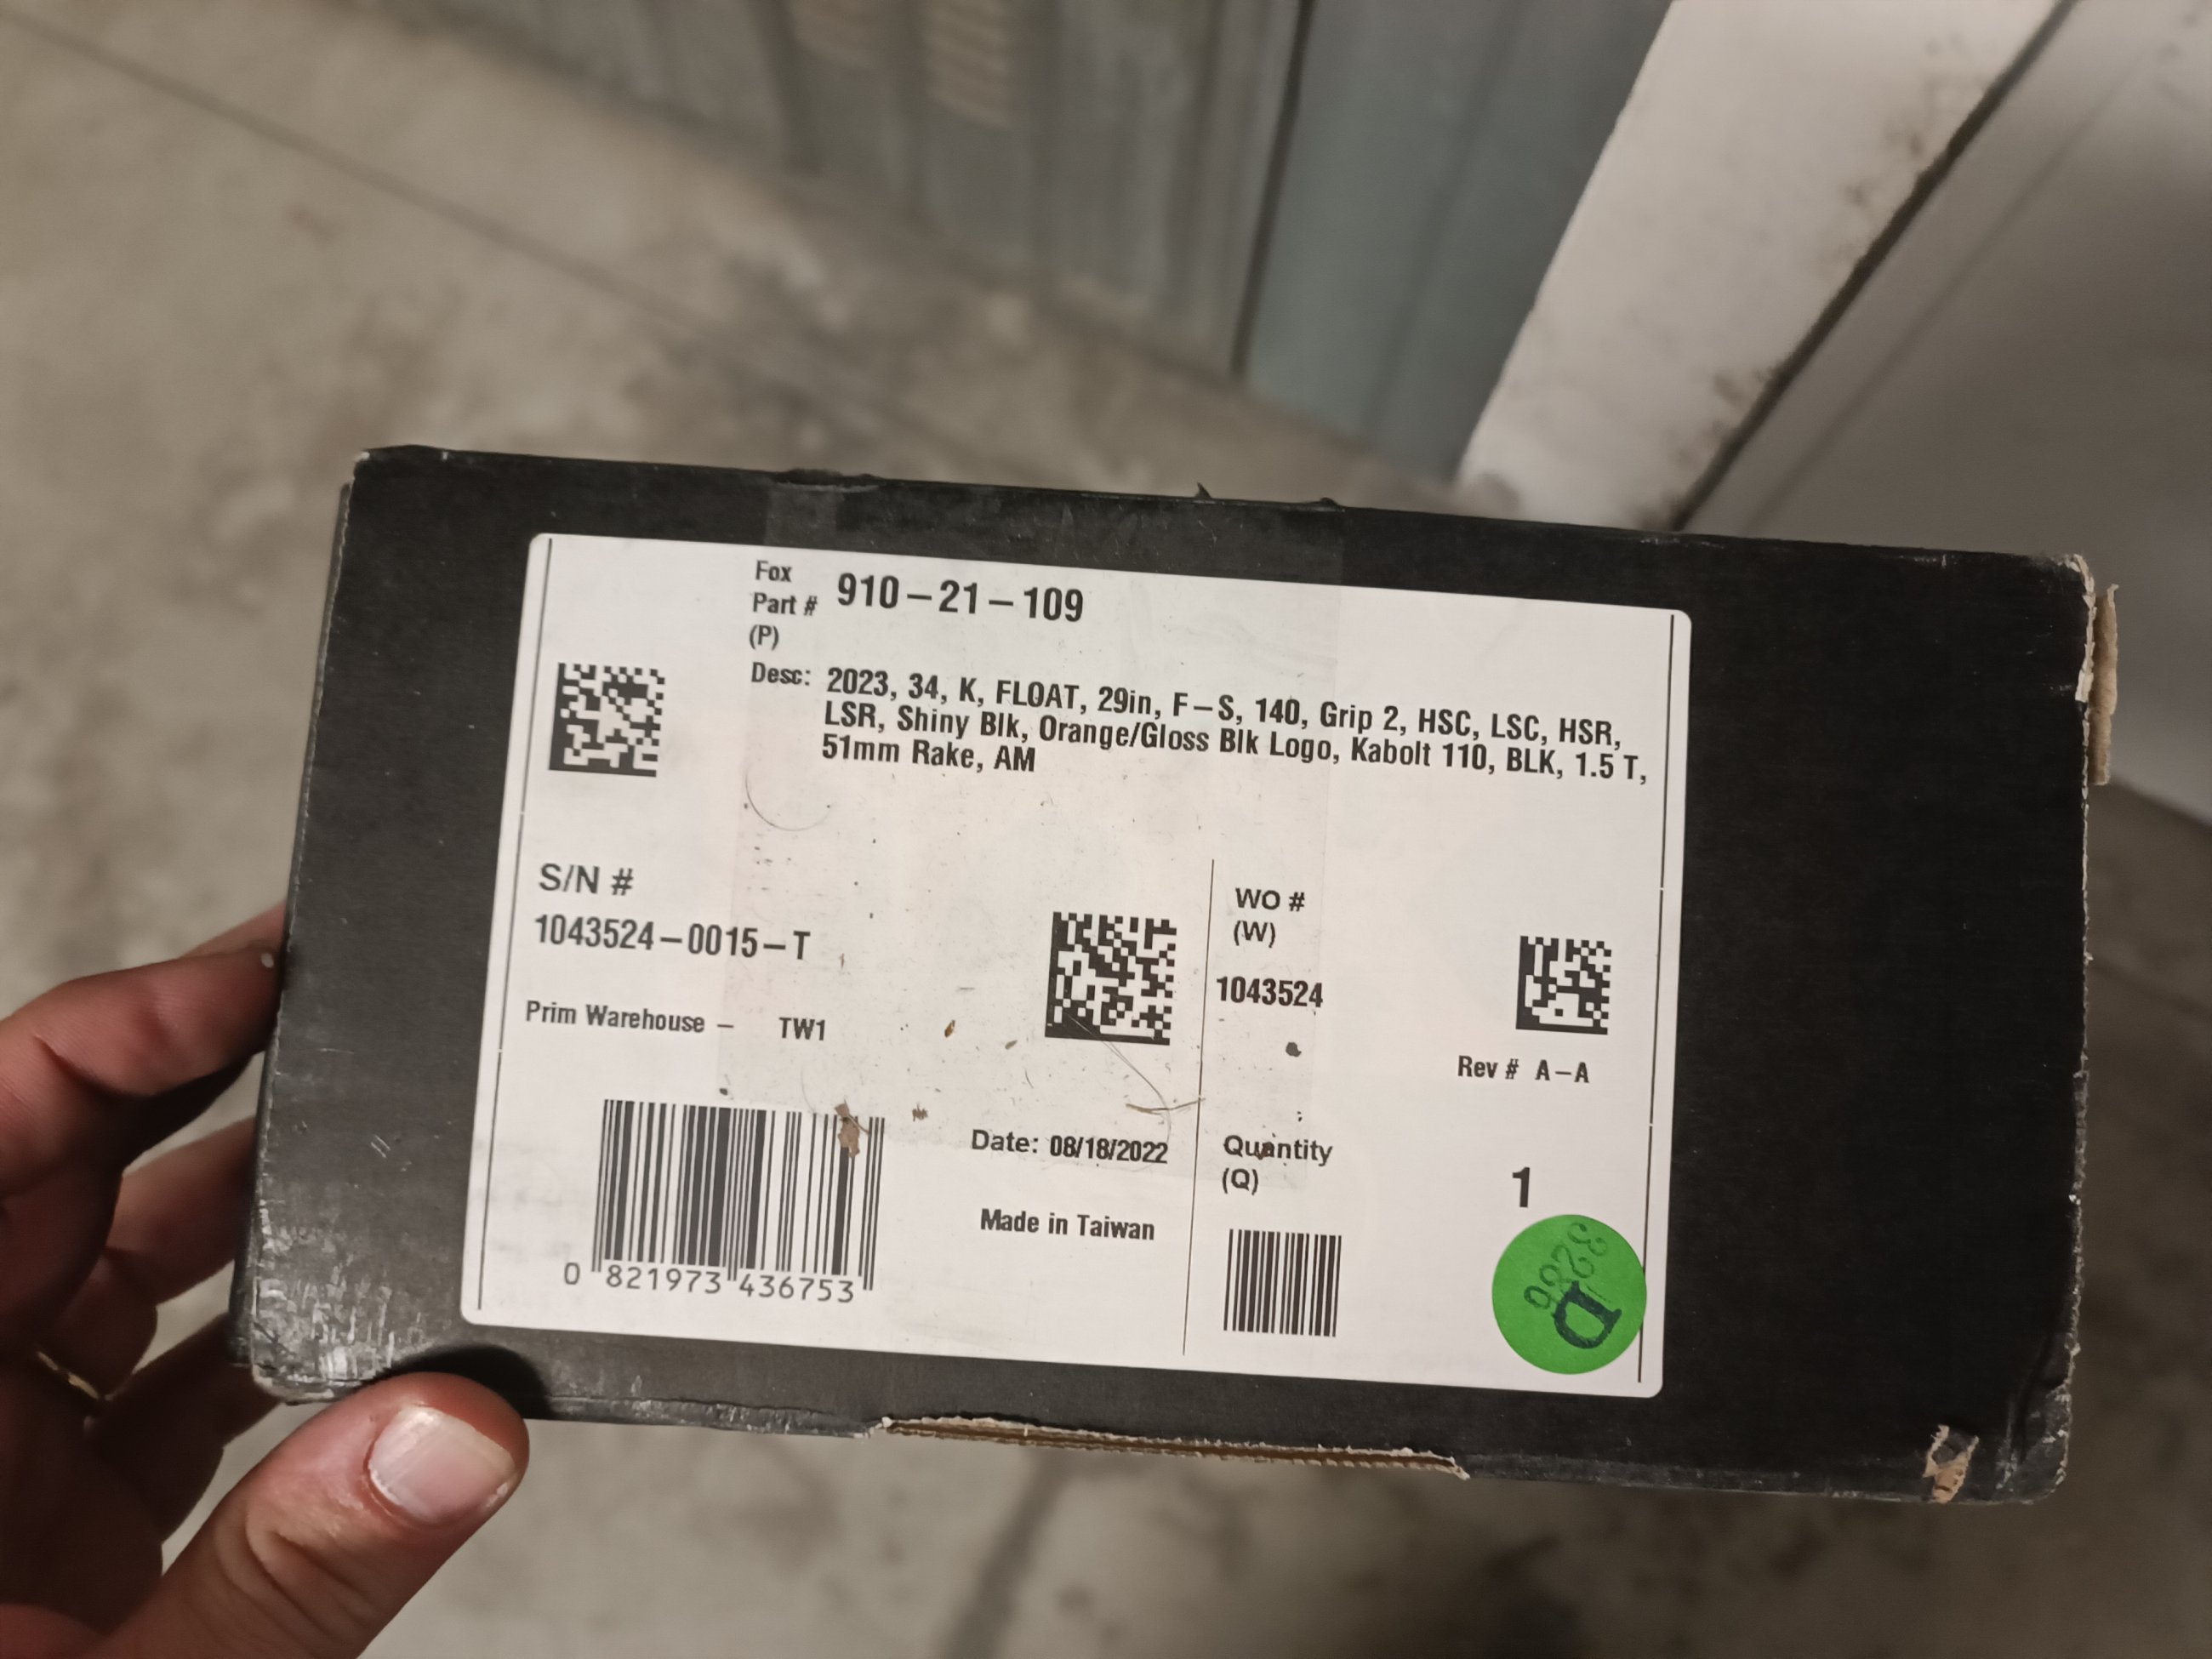 Fox
Part #
(P)
910-21-109
Desc: 2023, 34, K, FLOAT, 29in, F-S, 140, Grip 2, HSC, LSC, HSR,
LSR, Shiny Blk, Orange/Gloss Blk Logo, Kabolt 110, BLK, 1.5 T,
51mm Rake, AM
S/N #
1043524-0015-T
Prim Warehouse - TW1
WO #
(W)
1043524
Rev # A-A
Date: 08/18/2022
Made in Taiwan
Quantity
(Q)
1
0 821973 436753
D